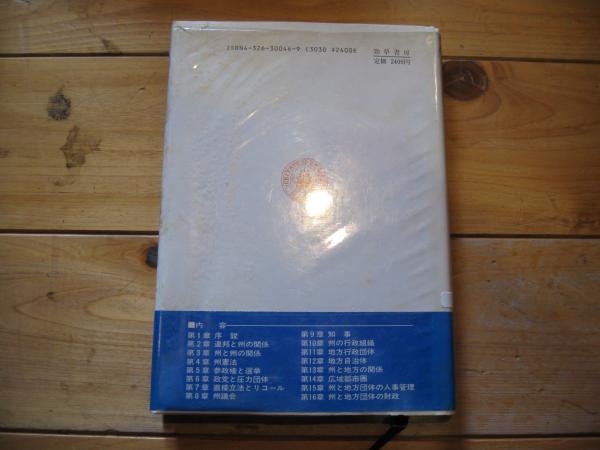 ISBN4-326-30046-9 C3030 ¥2400E
勁草書房
定価 2400円
■内 容
第1章 序 説
第2章 連邦と州の関係
第3章 州と州の関係
第4章 州憲法
第5章 参政権と選挙
第6章 政党と圧力団体
第7章 直接立法とリコール
第8章 州議会
第9章 知 事
第10章 州の行政組織
第11章 地方行政団体
第12章 地方自治体
第13章 州と地方の関係
第14章 広域都市圏
第15章 州と地方団体の人事管理
第16章 州と地方団体の財政